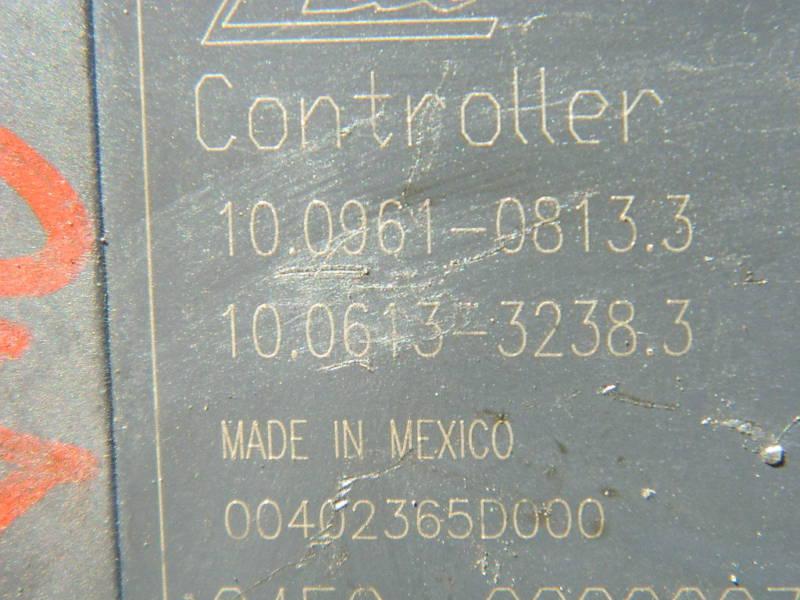 Controller
10.0961-0813.3
10.0613-3238.3
MADE IN MEXICO
00402365D000